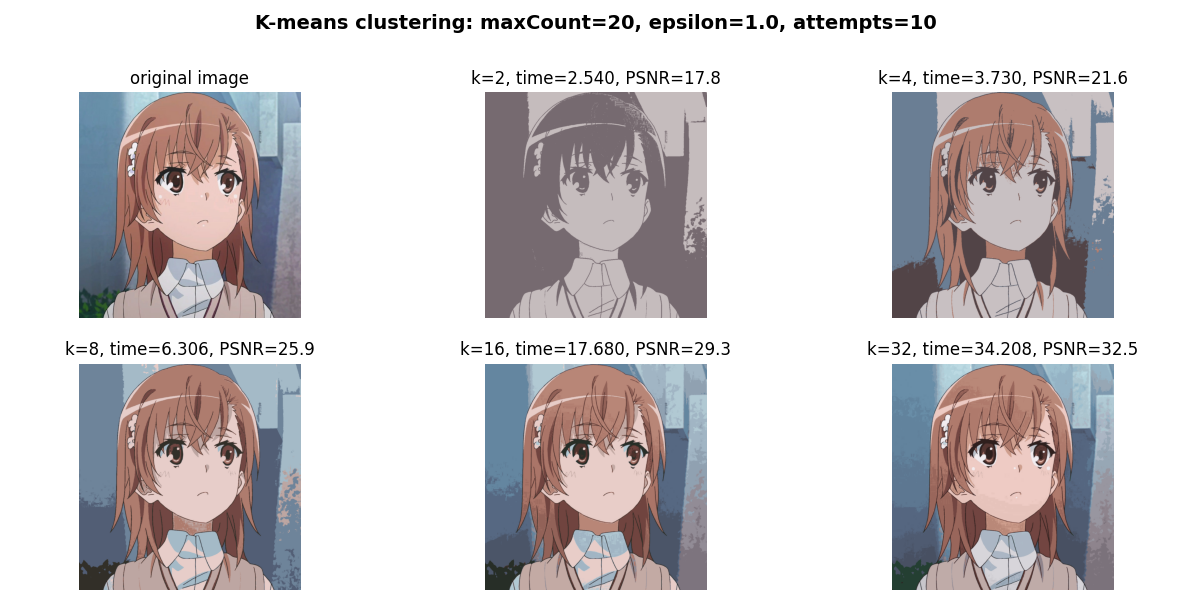 K-means clustering: maxCount=20, epsilon=1.0, attempts=10
original image
k=2, time=2.540, PSNR=17.8
k=4, time=3.730, PSNR=21.6
k=8, time=6.306, PSNR=25.9
k=16, time=17.680, PSNR=29.3
k=32, time=34.208, PSNR=32.5